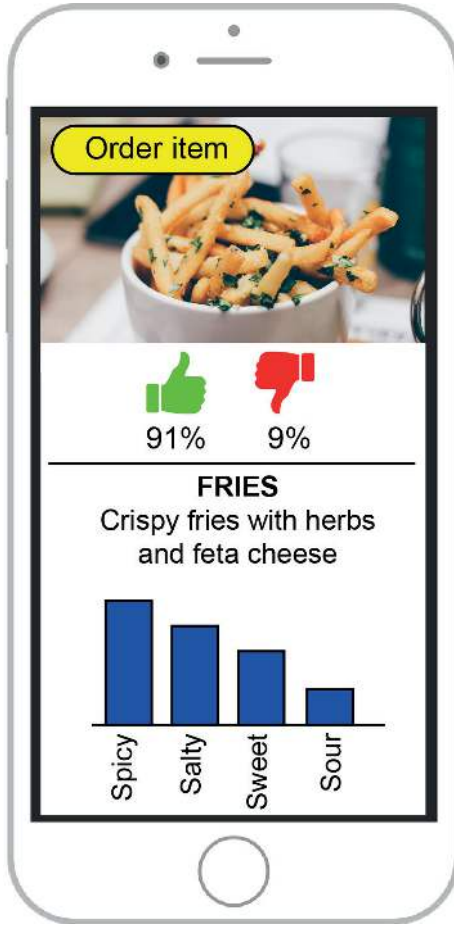 Order item
91%
9%
FRIES
Crispy fries with herbs
and feta cheese
Spicy
Salty
Sweet
Sour